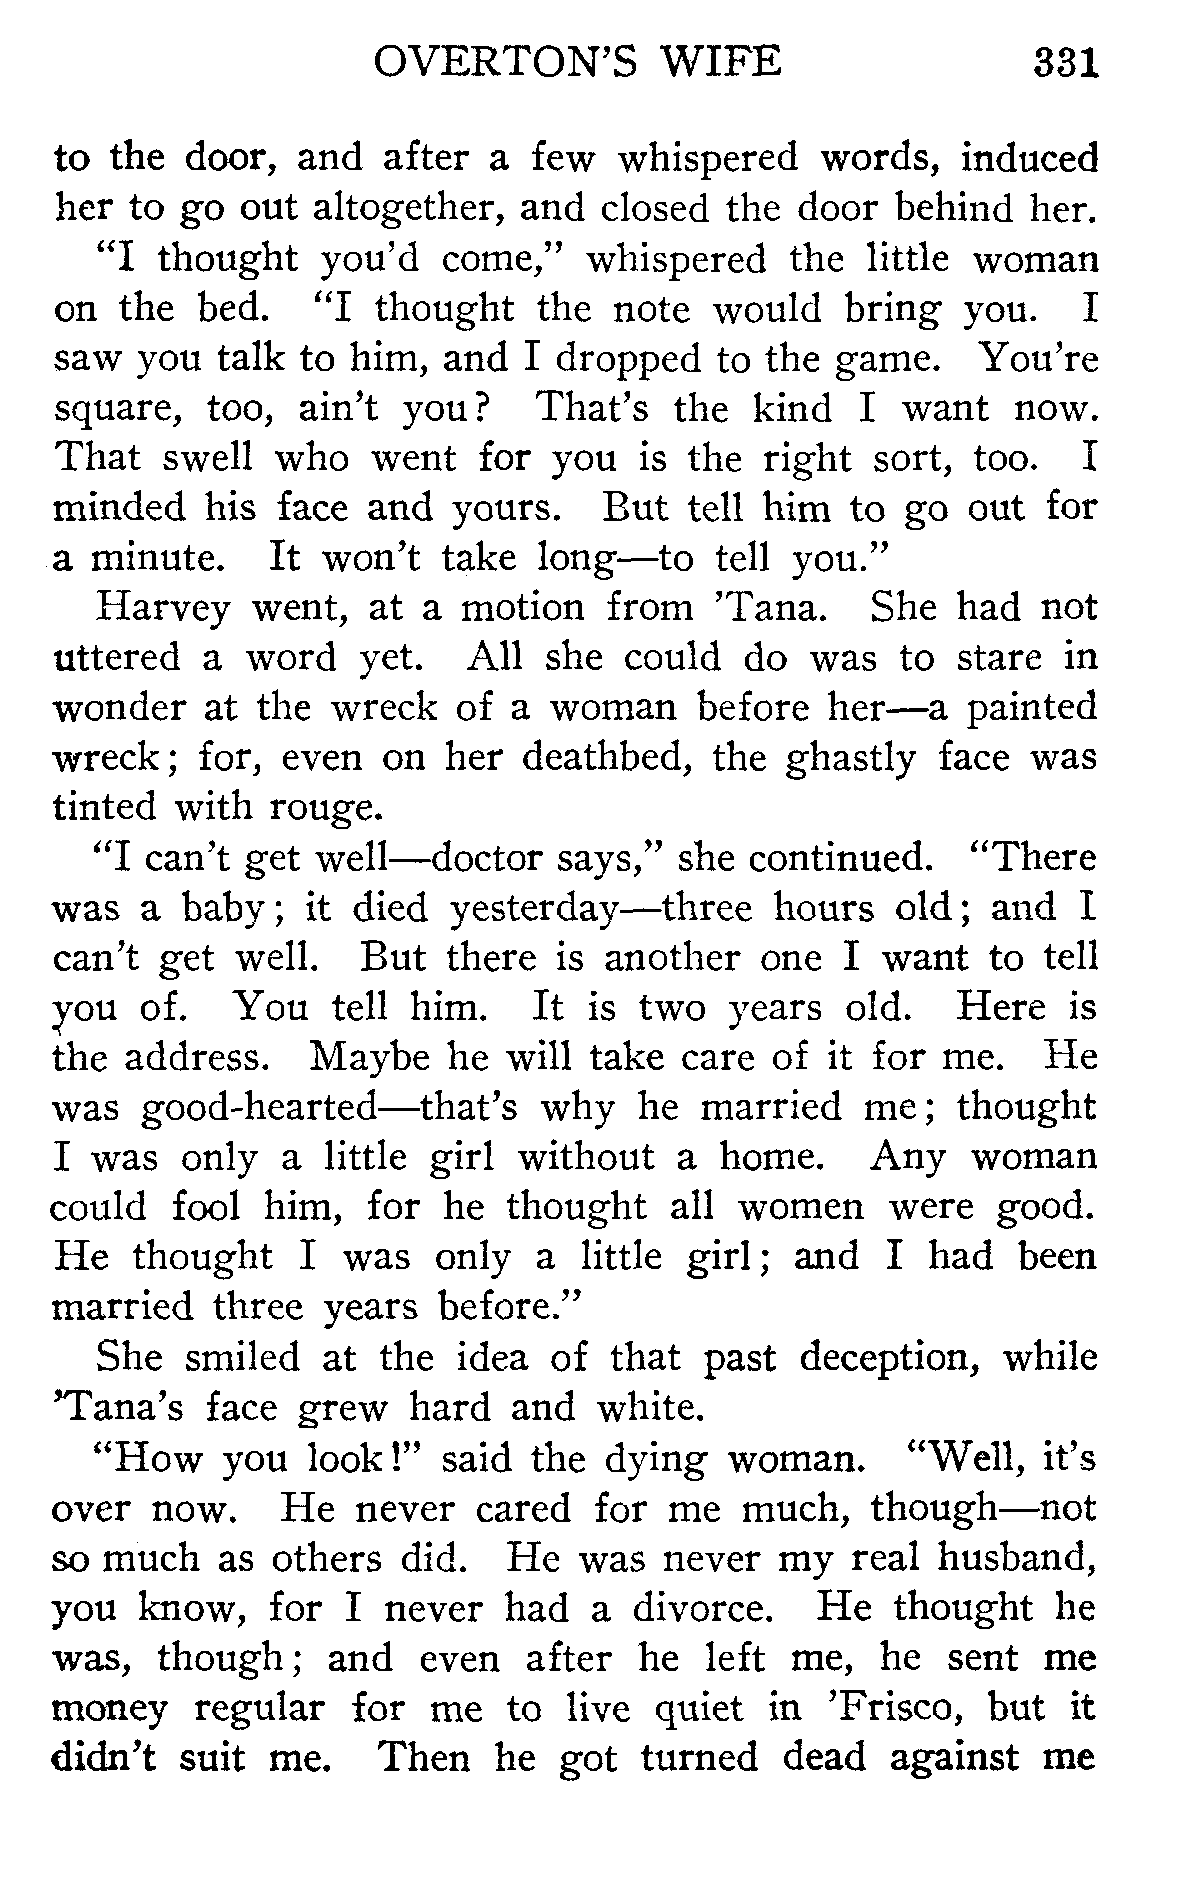 OVERTON'S WIFE 331
to the door, and after a few whispered words, induced
her to go out altogether, and closed the door behind her.
"I thought you'd come," whispered the little woman
on the bed. "I thought the note would bring you. I
saw you talk to him, and I dropped to the game. You're
square, too, ain't you? That's the kind I want now.
That swell who went for you is the right sort, too. I
minded his face and yours. But tell him to go out for
a minute. It won't take long—to tell you."
Harvey went, at a motion from 'Tana. She had not
uttered a word yet. All she could do was to stare in
wonder at the wreck of a woman before her—a painted
wreck; for, even on her deathbed, the ghastly face was
tinted with rouge.
"I can't get well—doctor says," she continued. "There
was a baby; it died yesterday—three hours old; and I
can't get well. But there is another one I want to tell
you of. You tell him. It is two years old. Here is
the address. Maybe he will take care of it for me. He
was good-hearted—that's why he married me; thought
I was only a little girl without a home. Any woman
could fool him, for he thought all women were good.
He thought I was only a little girl; and I had been
married three years before."
She smiled at the idea of that past deception, while
'Tana's face grew hard and white.
"How you look!" said the dying woman. "Well, it's
over now. He never cared for me much, though—not
so much as others did. He was never my real husband,
you know, for I never had a divorce. He thought he
was, though; and even after he left me, he sent me
money regular for me to live quiet in 'Frisco, but it
didn't suit me. Then he got turned dead against me